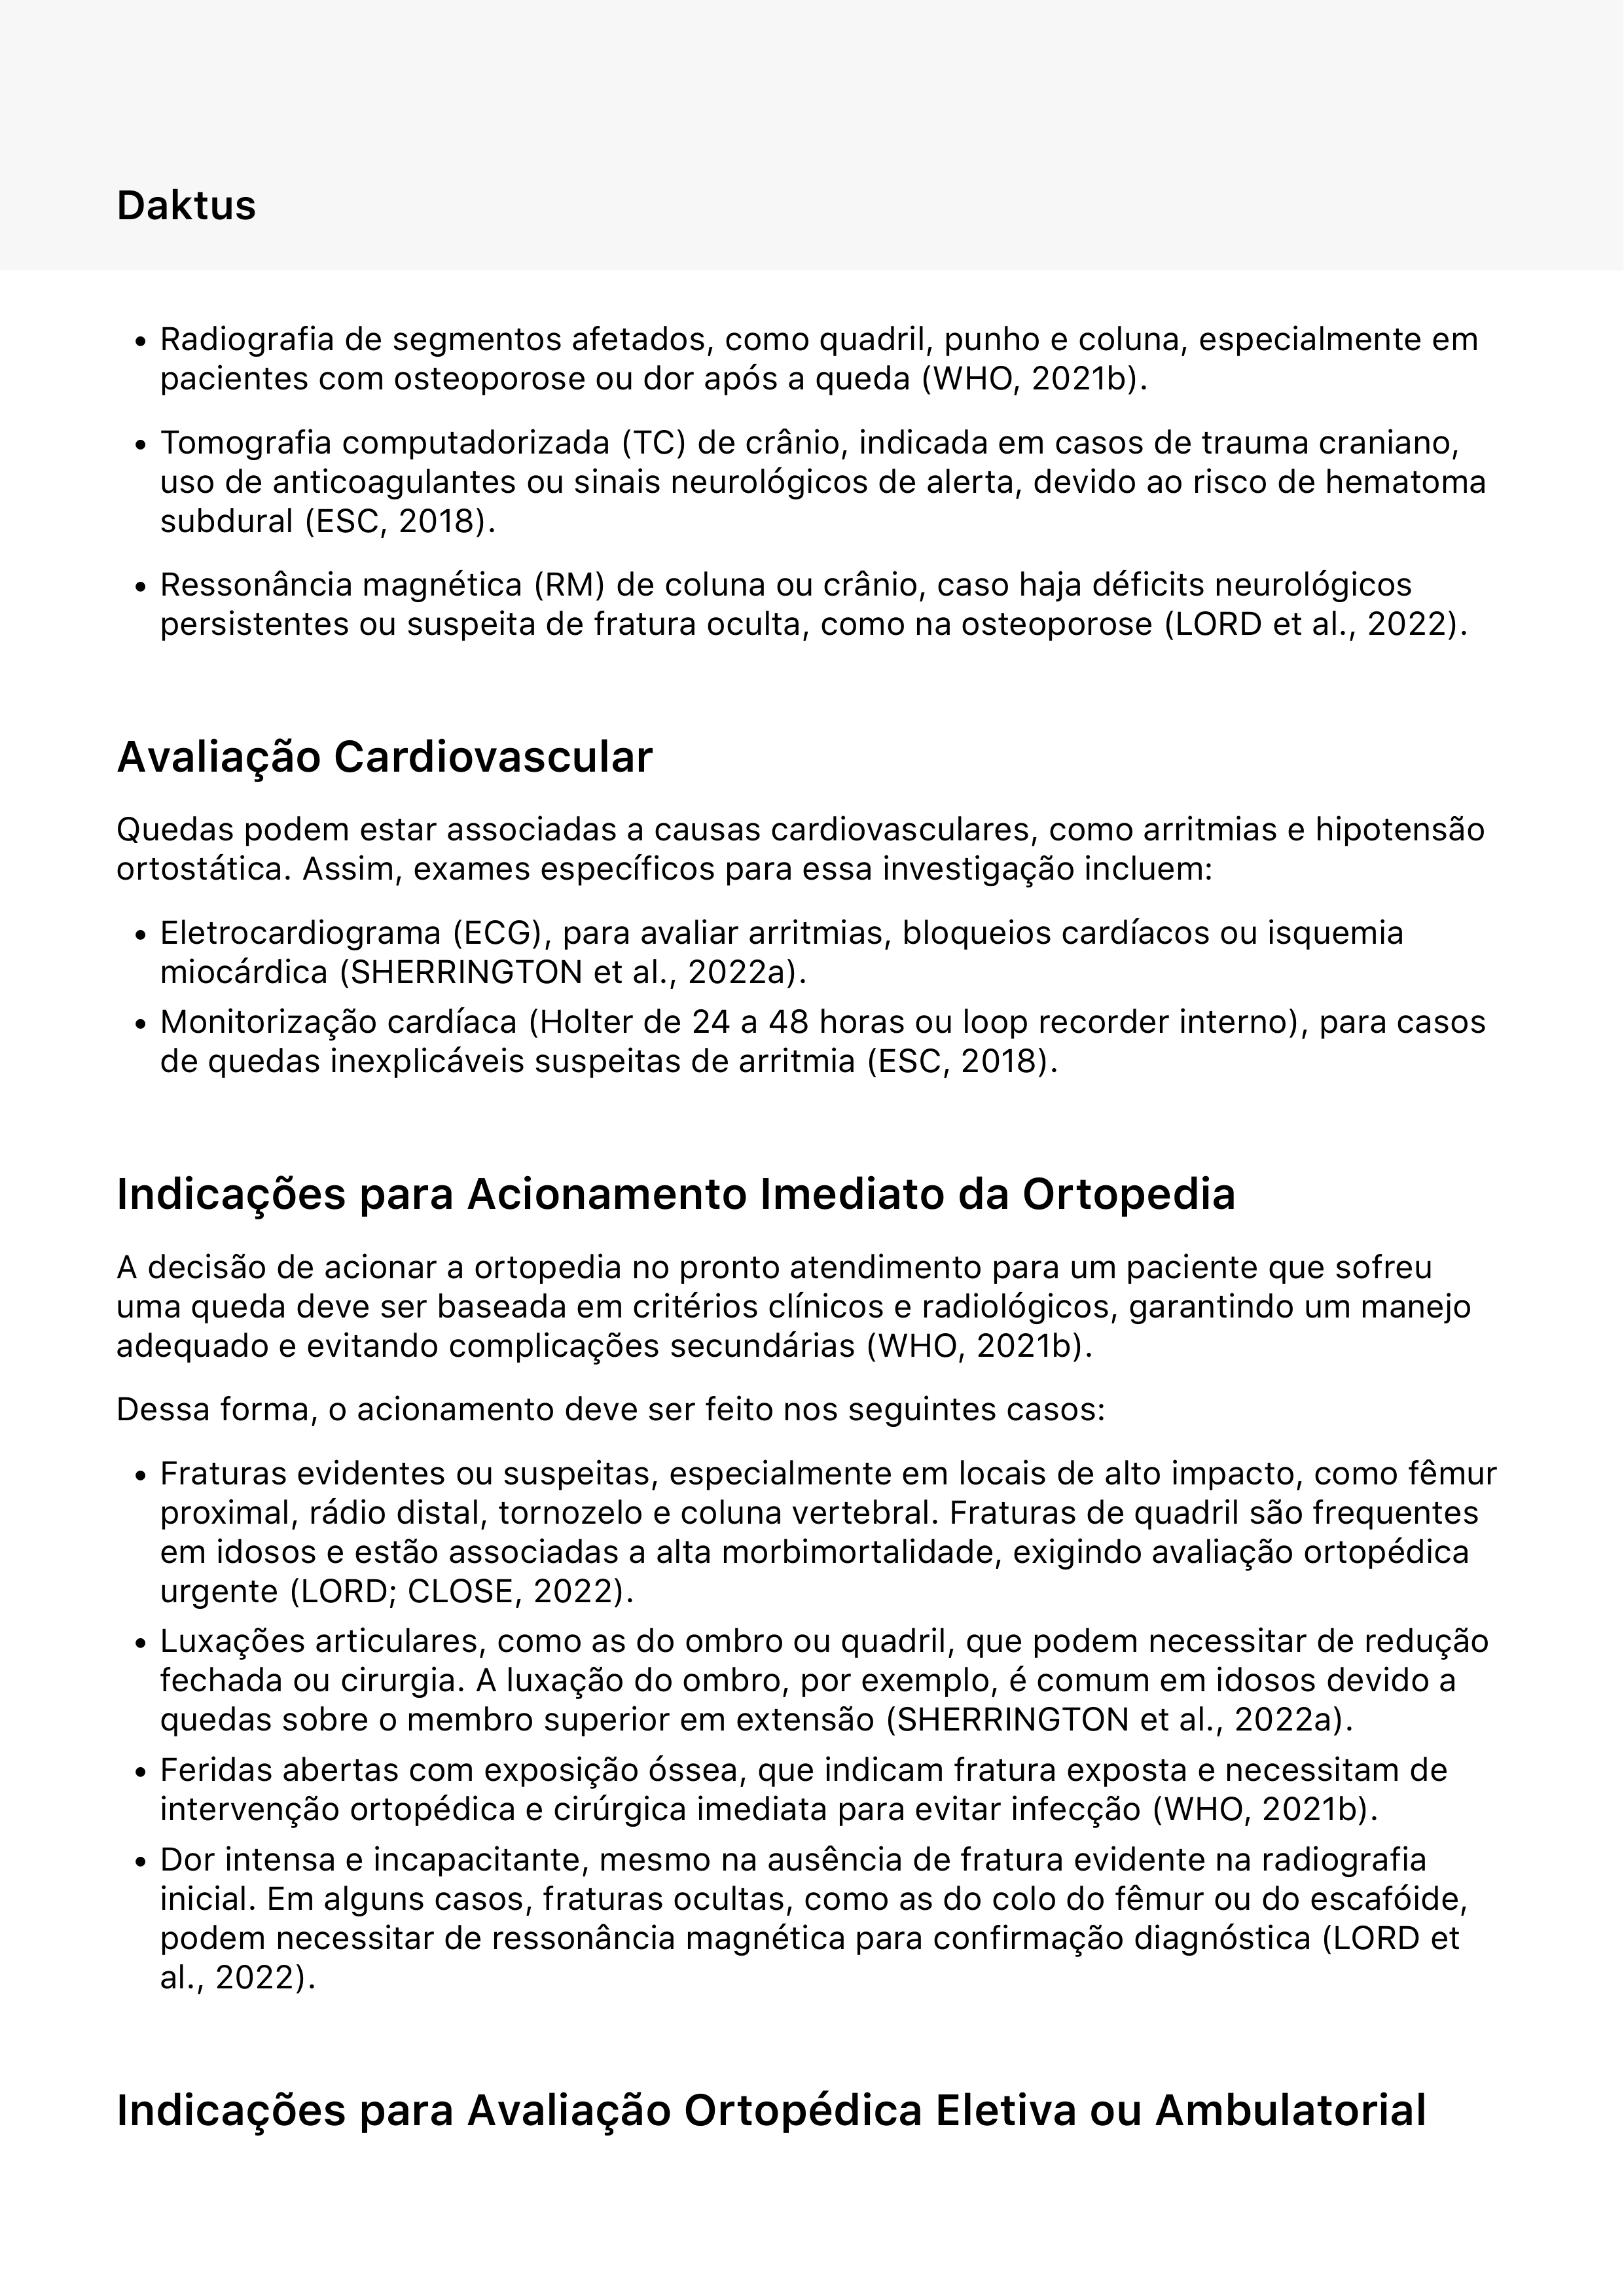 Daktus
• Radiografia de segmentos afetados, como quadril, punho e coluna, especialmente em
pacientes com osteoporose ou dor após a queda (WHO, 2021b).
• Tomografia computadorizada (TC) de crânio, indicada em casos de trauma craniano,
uso de anticoagulantes ou sinais neurológicos de alerta, devido ao risco de hematoma
subdural (ESC, 2018).
• Ressonância magnética (RM) de coluna ou crânio, caso haja déficits neurológicos
persistentes ou suspeita de fratura oculta, como na osteoporose (LORD et al., 2022).
Avaliação Cardiovascular
Quedas podem estar associadas a causas cardiovasculares, como arritmias e hipotensão
ortostática. Assim, exames específicos para essa investigação incluem:
• Eletrocardiograma (ECG), para avaliar arritmias, bloqueios cardíacos ou isquemia
miocárdica (SHERRINGTON et al., 2022a).
• Monitorização cardíaca (Holter de 24 a 48 horas ou loop recorder interno), para casos
de quedas inexplicáveis suspeitas de arritmia (ESC, 2018).
Indicações para Acionamento Imediato da Ortopedia
A decisão de acionar a ortopedia no pronto atendimento para um paciente que sofreu
uma queda deve ser baseada em critérios clínicos e radiológicos, garantindo um manejo
adequado e evitando complicações secundárias (WHO, 2021b).
Dessa forma, o acionamento deve ser feito nos seguintes casos:
• Fraturas evidentes ou suspeitas, especialmente em locais de alto impacto, como fêmur
proximal, rádio distal, tornozelo e coluna vertebral. Fraturas de quadril são frequentes
em idosos e estão associadas a alta morbimortalidade, exigindo avaliação ortopédica
urgente (LORD; CLOSE, 2022).
• Luxações articulares, como as do ombro ou quadril, que podem necessitar de redução
fechada ou cirurgia. A luxação do ombro, por exemplo, é comum em idosos devido a
quedas sobre o membro superior em extensão (SHERRINGTON et al., 2022a).
• Feridas abertas com exposição óssea, que indicam fratura exposta e necessitam de
intervenção ortopédica e cirúrgica imediata para evitar infecção (WHO, 2021b).
• Dor intensa e incapacitante, mesmo na ausência de fratura evidente na radiografia
inicial. Em alguns casos, fraturas ocultas, como as do colo do fêmur ou do escafóide,
podem necessitar de ressonância magnética para confirmação diagnóstica (LORD et
al., 2022).
Indicações para Avaliação Ortopédica Eletiva ou Ambulatorial